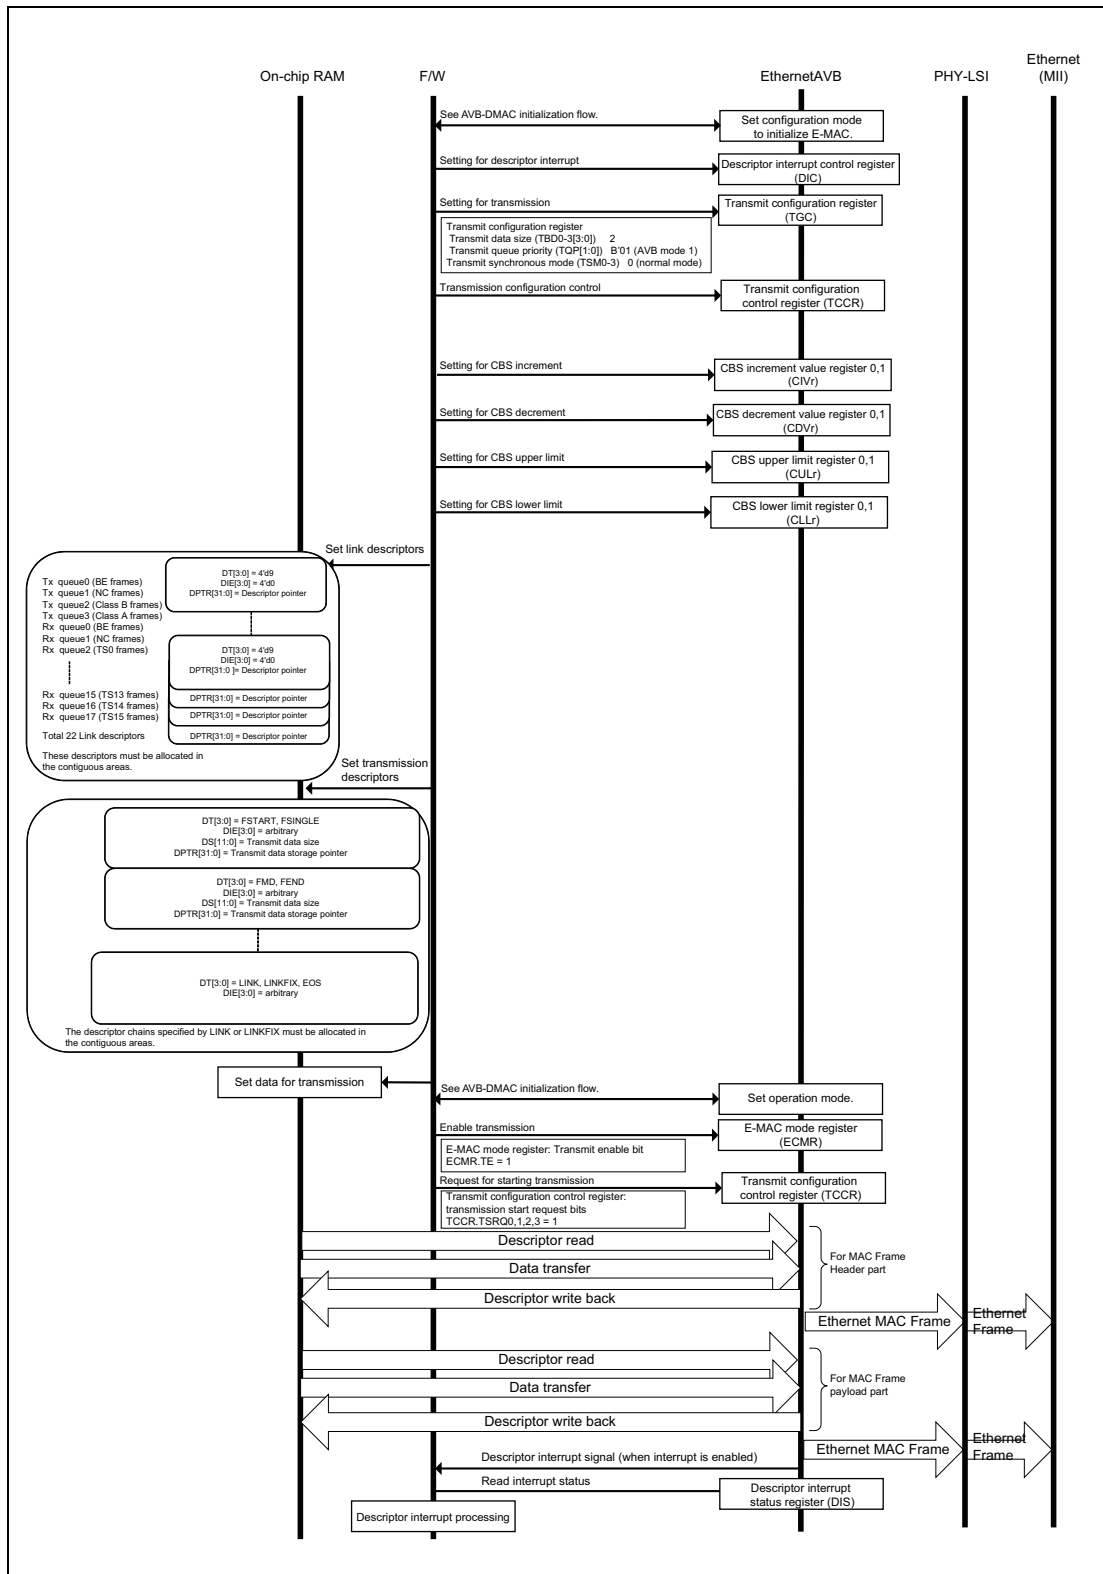 On-chip RAM
F/W
EthernetAVB
PHY-LSI
Ethernet
(MII)
See AVB-DMAC initialization flow.
Set configuration mode
to initialize E-MAC.
Setting for descriptor interrupt
Descriptor interrupt control register
(DIC)
Setting for transmission
Transmit configuration register
(TGC)
Transmit configuration register
Transmit data size (TBD0-3[3:0]) 2
Transmit queue priority (TQP[1:0]) B'01 (AVB mode 1)
Transmit synchronous mode (TSM0-3) 0 (normal mode)
Transmission configuration control
Transmit configuration
control register (TCCR)
Setting for CBS increment
CBS increment value register 0,1
(CIVr)
Setting for CBS decrement
CBS decrement value register 0,1
(CDVr)
Setting for CBS upper limit
CBS upper limit register 0,1
(CULr)
Setting for CBS lower limit
CBS lower limit register 0,1
(CLLr)
Set link descriptors
Tx queue0 (BE frames)
Tx queue1 (NC frames)
Tx queue2 (Class B frames)
Tx queue3 (Class A frames)
Rx queue0 (BE frames)
Rx queue1 (NC frames)
Rx queue2 (TS0 frames)
Rx queue15 (TS13 frames)
Rx queue16 (TS14 frames)
Rx queue17 (TS15 frames)
Total 22 Link descriptors
These descriptors must be allocated in
the contiguous areas.
DT[3:0] = 4'd9
DIE[3:0] = 4'd0
DPTR[31:0] = Descriptor pointer
DT[3:0] = 4'd9
DIE[3:0] = 4'd0
DPTR[31:0 ]= Descriptor pointer
DPTR[31:0] = Descriptor pointer
DPTR[31:0] = Descriptor pointer
DPTR[31:0] = Descriptor pointer
Set transmission
descriptors
DT[3:0] = FSTART, FSINGLE
DIE[3:0] = arbitrary
DS[11:0] = Transmit data size
DPTR[31:0] = Transmit data storage pointer
DT[3:0] = FMD, FEND
DIE[3:0] = arbitrary
DS[11:0] = Transmit data size
DPTR[31:0] = Transmit data storage pointer
DT[3:0] = LINK, LINKFIX, EOS
DIE[3:0] = arbitrary
The descriptor chains specified by LINK or LINKFIX must be allocated in
the contiguous areas.
Set data for transmission
See AVB-DMAC initialization flow.
Set operation mode.
Enable transmission
E-MAC mode register
(ECMR)
E-MAC mode register: Transmit enable bit
ECMR.TE = 1
Request for starting transmission
Transmit configuration
control register (TCCR)
Transmit configuration control register:
transmission start request bits
TCCR.TSRQ0,1,2,3 = 1
Descriptor read
Data transfer
Descriptor write back
For MAC Frame
Header part
Ethernet MAC Frame
Ethernet
Frame
Descriptor read
Data transfer
Descriptor write back
For MAC Frame
payload part
Ethernet MAC Frame
Ethernet
Frame
Descriptor interrupt signal (when interrupt is enabled)
Read interrupt status
Descriptor interrupt
status register (DIS)
Descriptor interrupt processing